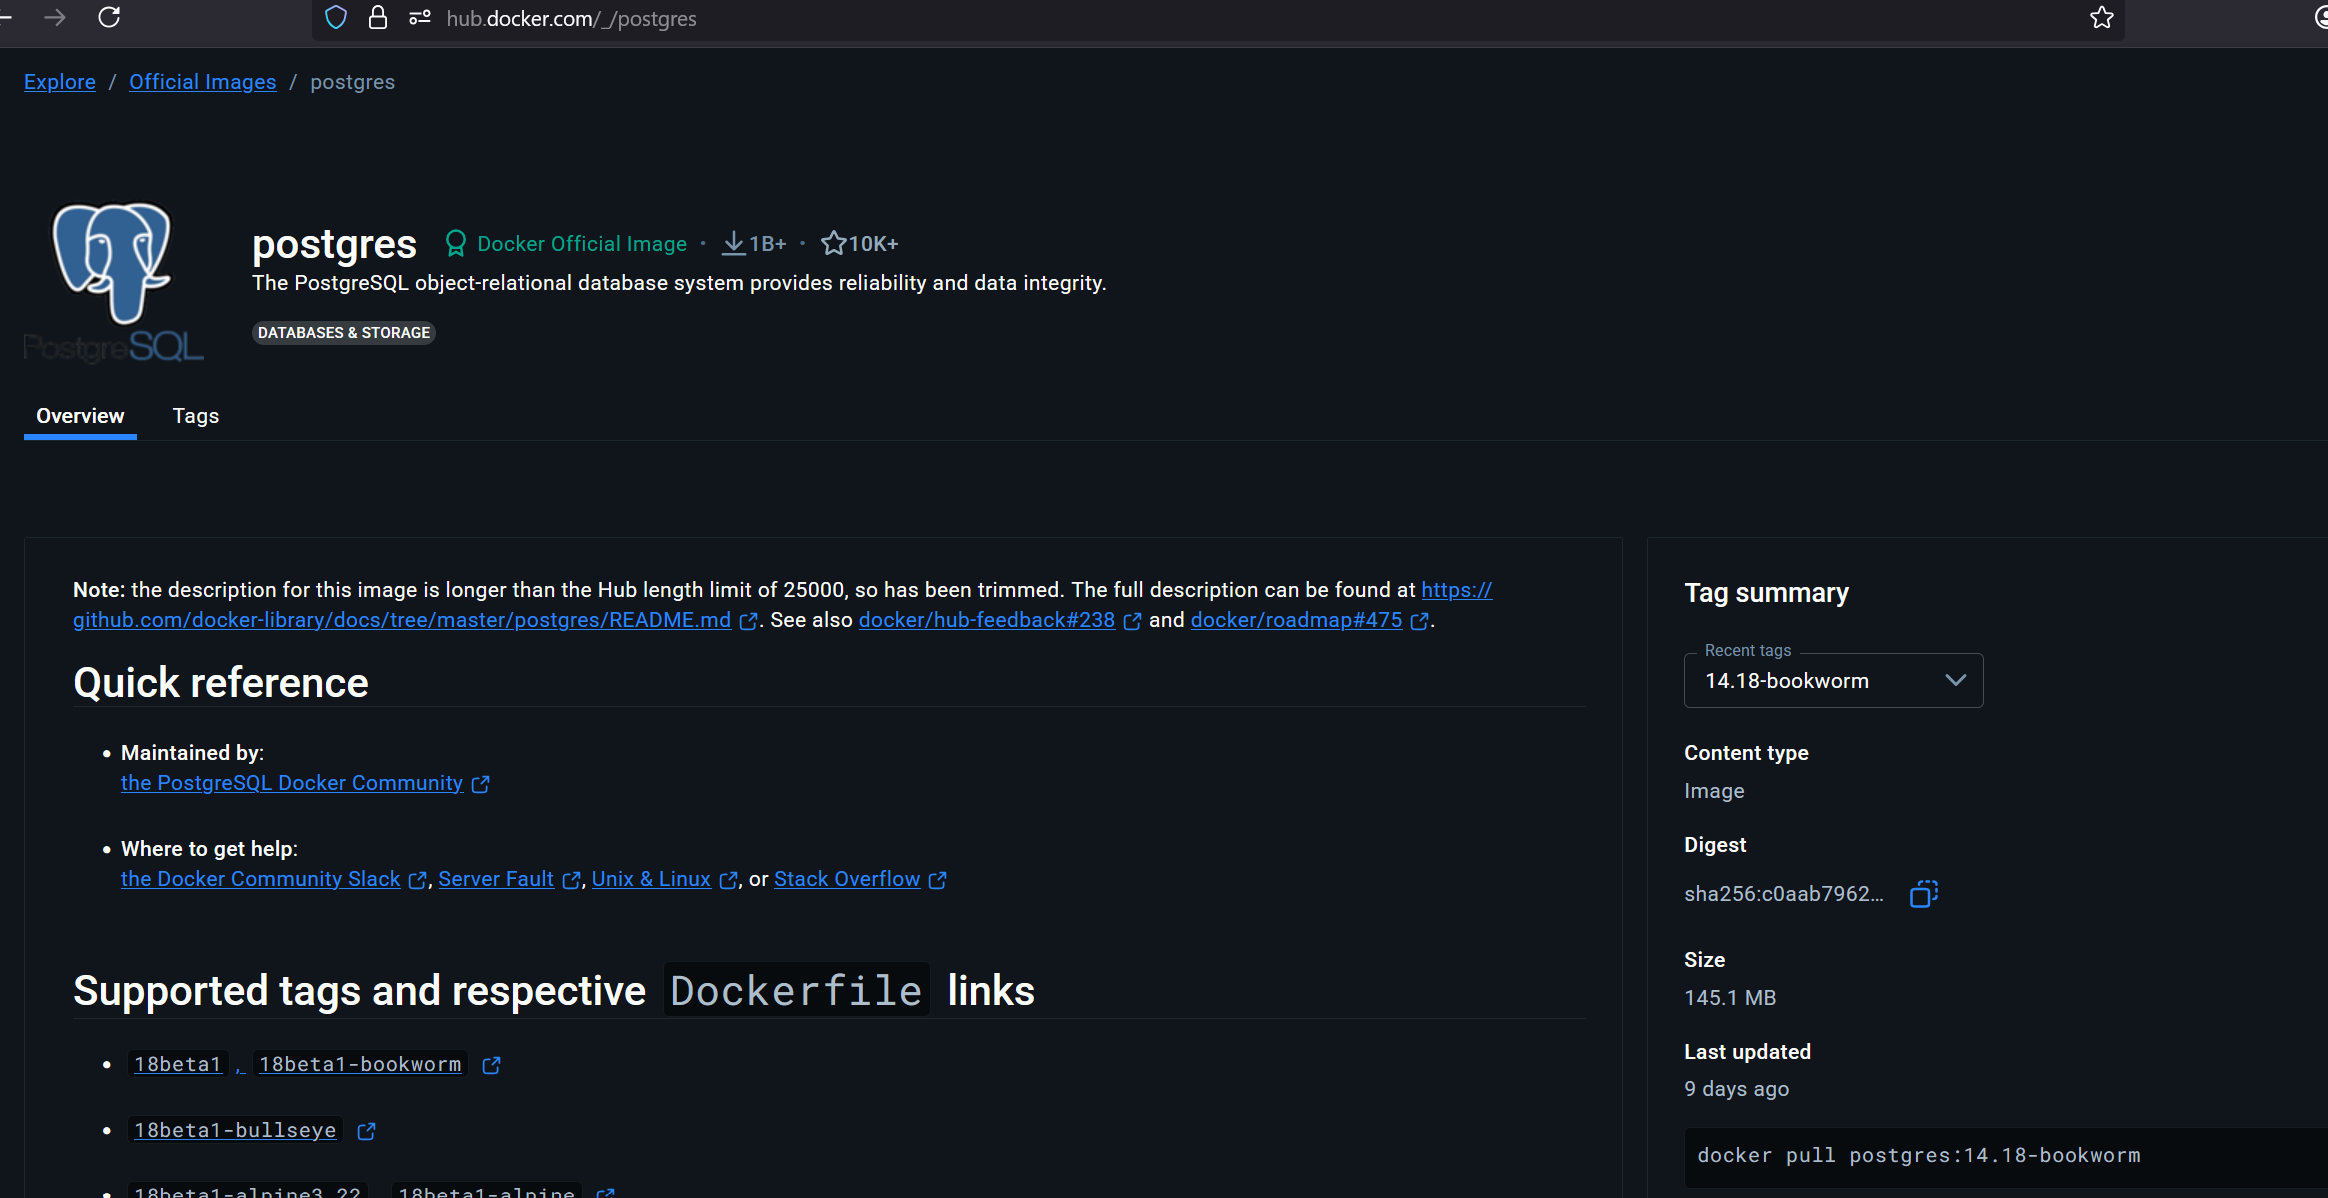 hub.docker.com/_/postgres
Explore / Official Images / postgres
PostgreSQL
postgres Docker Official Image · 1B+ · 10K+
The PostgreSQL object-relational database system provides reliability and data integrity.
DATABASES & STORAGE
Overview Tags
Note: the description for this image is longer than the Hub length limit of 25000, so has been trimmed. The full description can be found at https://
github.com/docker-library/docs/tree/master/postgres/README.md. See also docker/hub-feedback#238 and docker/roadmap#475.
Quick reference
• Maintained by:
the PostgreSQL Docker Community
• Where to get help:
the Docker Community Slack, Server Fault, Unix & Linux, or Stack Overflow
Supported tags and respective Dockerfile links
• 18beta1, 18beta1-bookworm
• 18beta1-bullseye
• 18beta1-alpine3.22, 18beta1-alpine
Tag summary
Recent tags
14.18-bookworm
Content type
Image
Digest
sha256:c0aab7962...
Size
145.1 MB
Last updated
9 days ago
docker pull postgres:14.18-bookworm